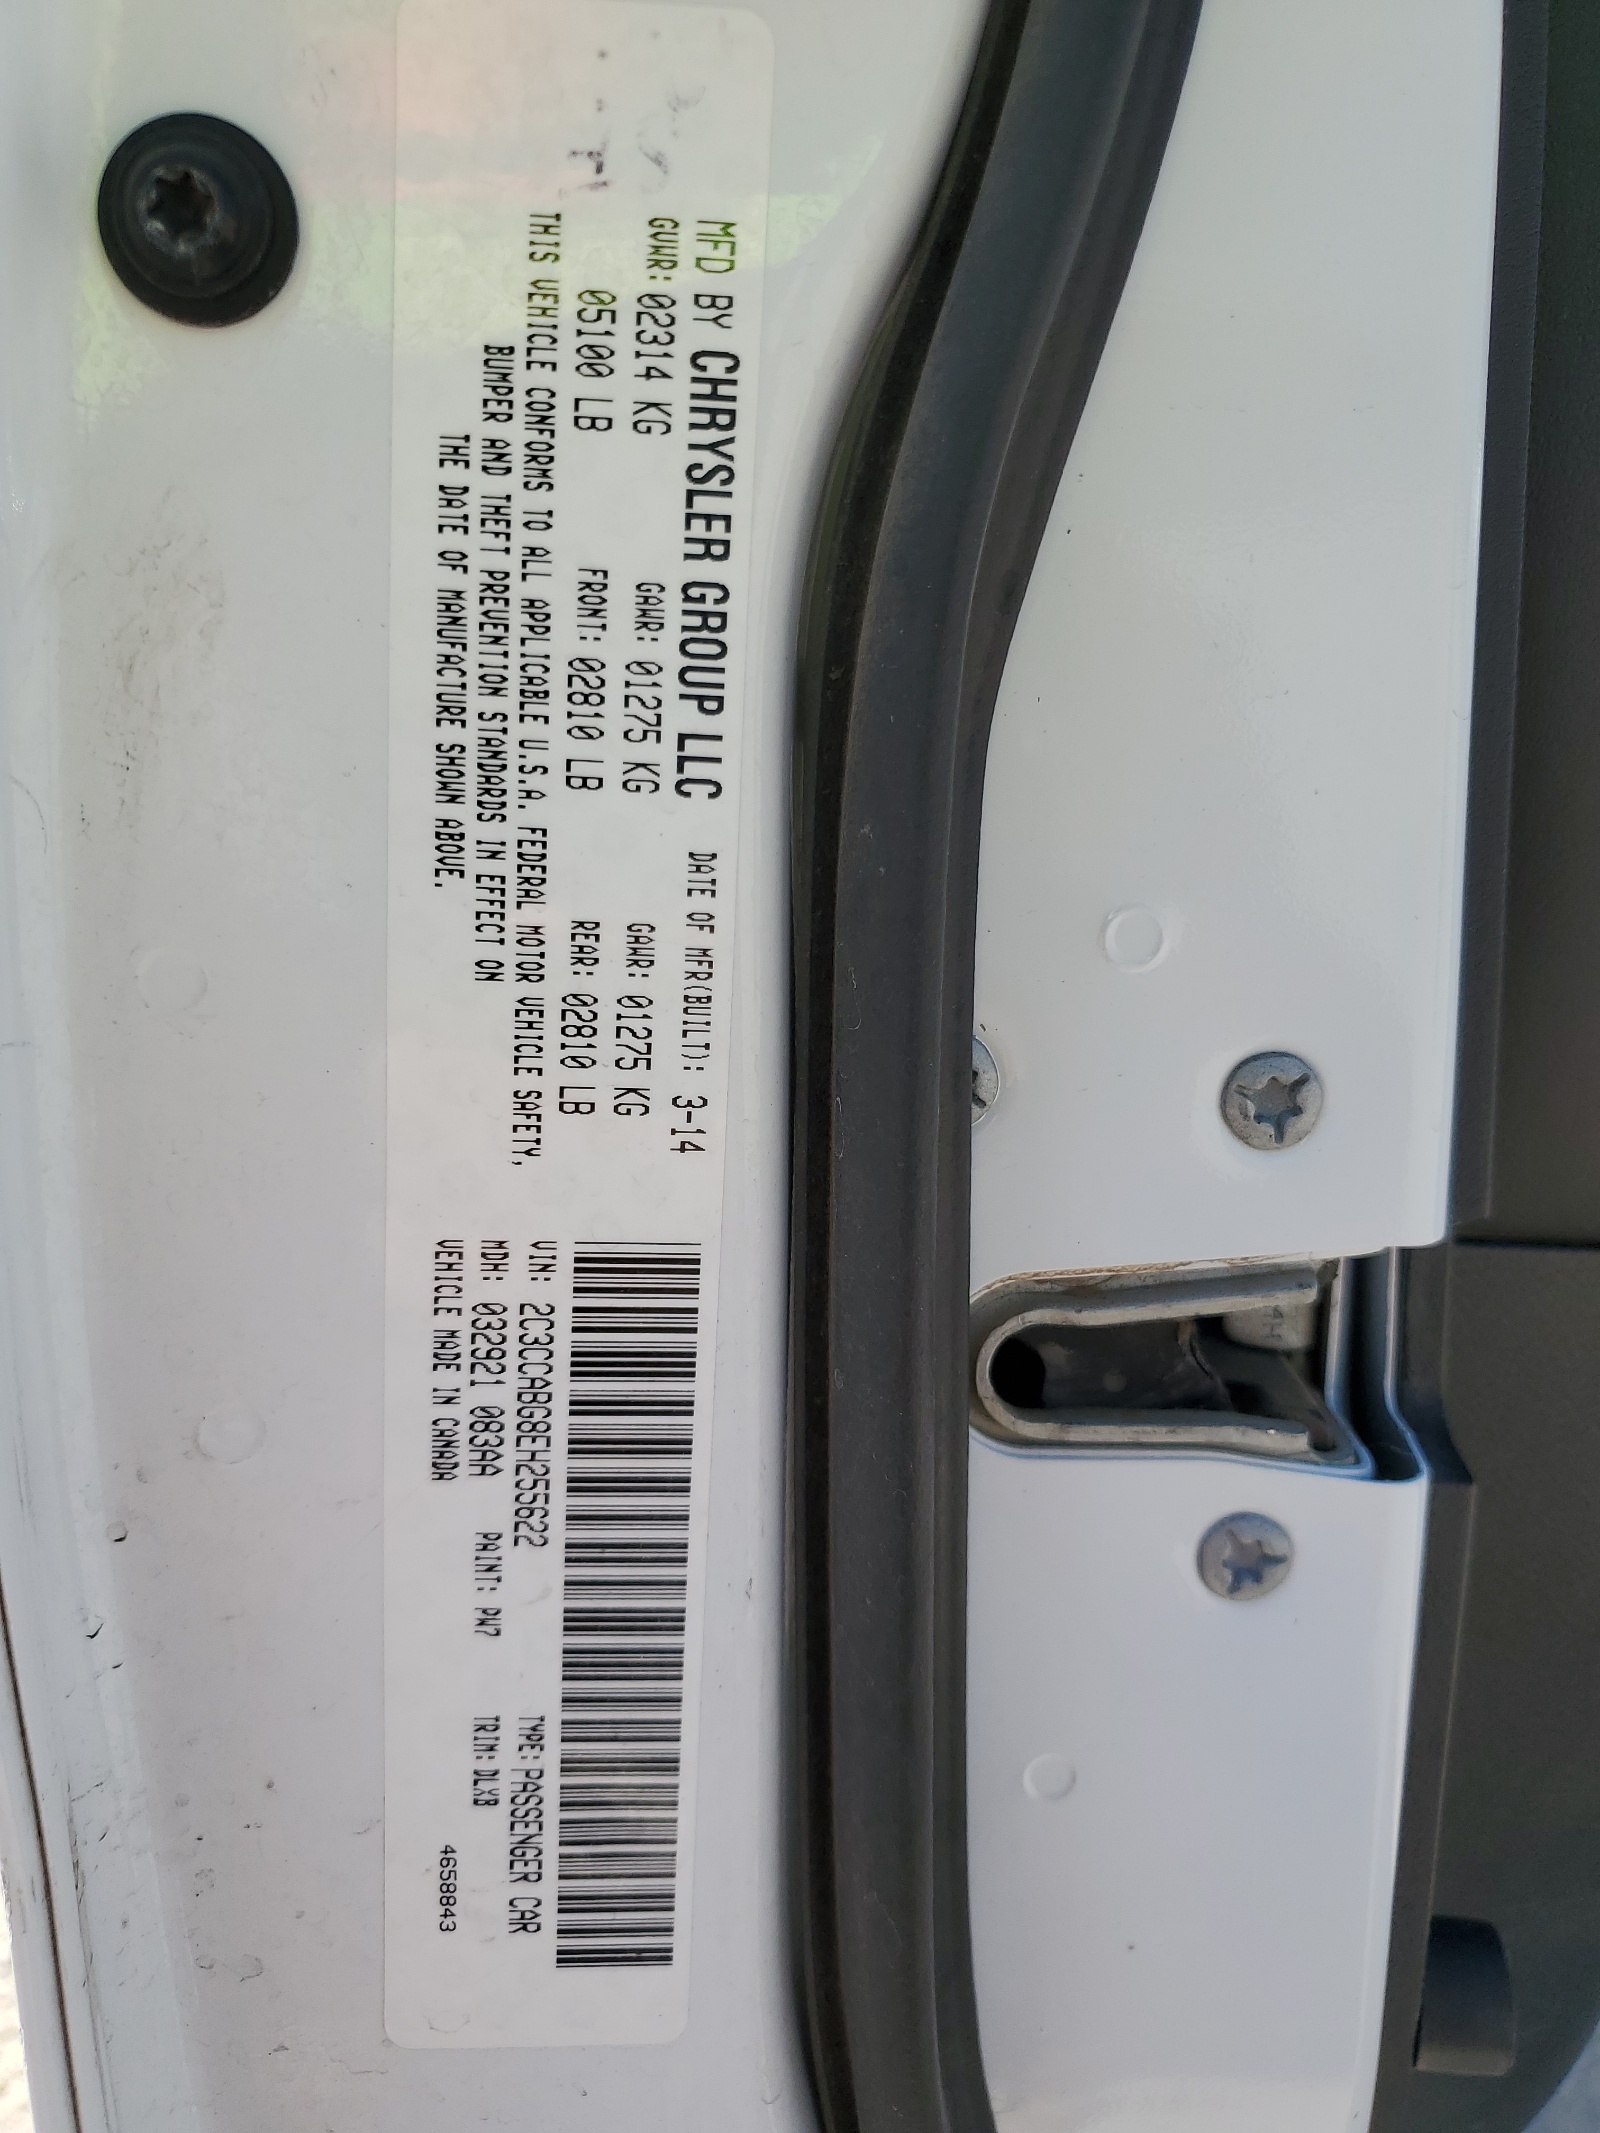 MFD BY CHRYSLER GROUP LLC DATE OF MFR(BUILT): 3-14
GVWR: 02314 KG GAWR: 01275 KG GAWR: 01275 KG
05100 LB FRONT: 02810 LB REAR: 02810 LB
THIS VEHICLE CONFORMS TO ALL APPLICABLE U.S.A. FEDERAL MOTOR VEHICLE SAFETY,
BUMPER AND THEFT PREVENTION STANDARDS IN EFFECT ON
THE DATE OF MANUFACTURE SHOWN ABOVE.
VIN: 2C3CCABG8EH255622 TYPE: PASSENGER CAR
MDH: 032921 083AA PAINT: PW7 TRIM: DLX8
VEHICLE MADE IN CANADA 4658843